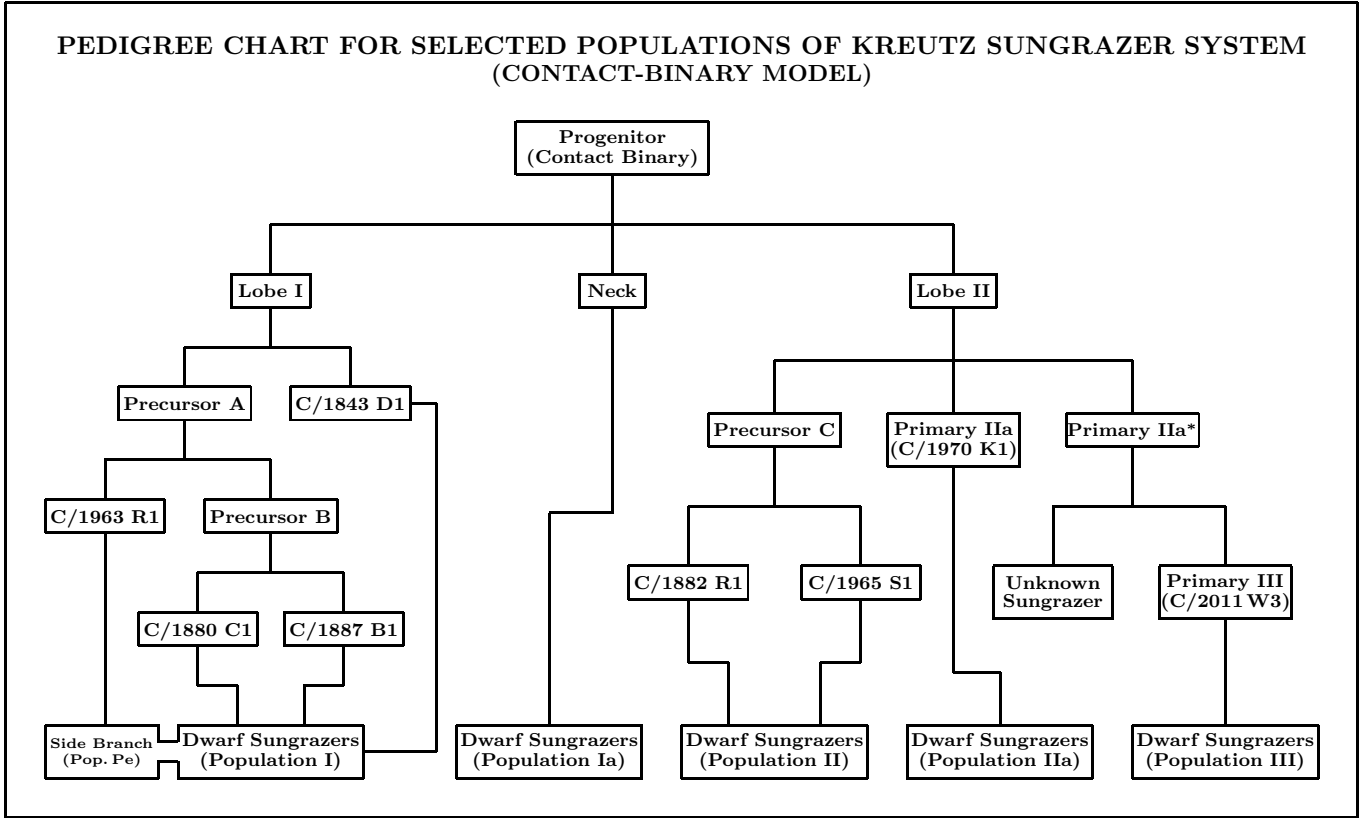 PEDIGREE CHART FOR SELECTED POPULATIONS OF KREUTZ SUNGRAZER SYSTEM
(CONTACT-BINARY MODEL)
Progenitor
(Contact Binary)
Lobe I
Neck
Lobe II
Precursor A
C/1843 D1
Precursor C
Primary IIa
(C/1970 K1)
Primary IIa*
C/1963 R1
Precursor B
C/1882 R1
C/1965 S1
Unknown
Sungrazer
Primary III
(C/2011 W3)
C/1880 C1
C/1887 B1
Side Branch
(Pop. Pe)
Dwarf Sungrazers
(Population I)
Dwarf Sungrazers
(Population Ia)
Dwarf Sungrazers
(Population II)
Dwarf Sungrazers
(Population IIa)
Dwarf Sungrazers
(Population III)